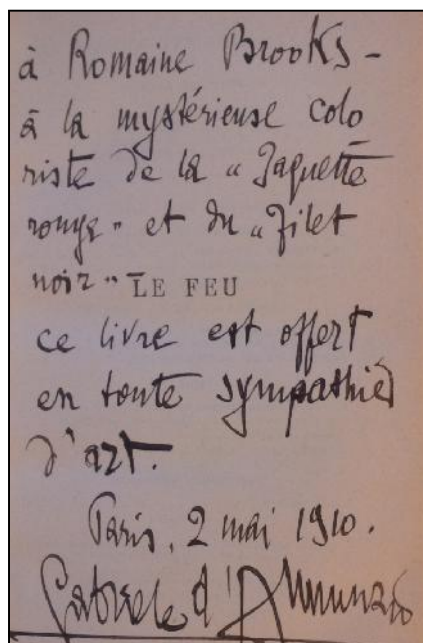 à Romaine Brooks -
à la mystérieuse colo
riste de la „Jaquette
rouge” et du „Filet
noir” -
LE FEU
ce livre est offert
en toute sympathie
d'art.
Paris, 2 mai 1910.
Gabriele d'Annunzio